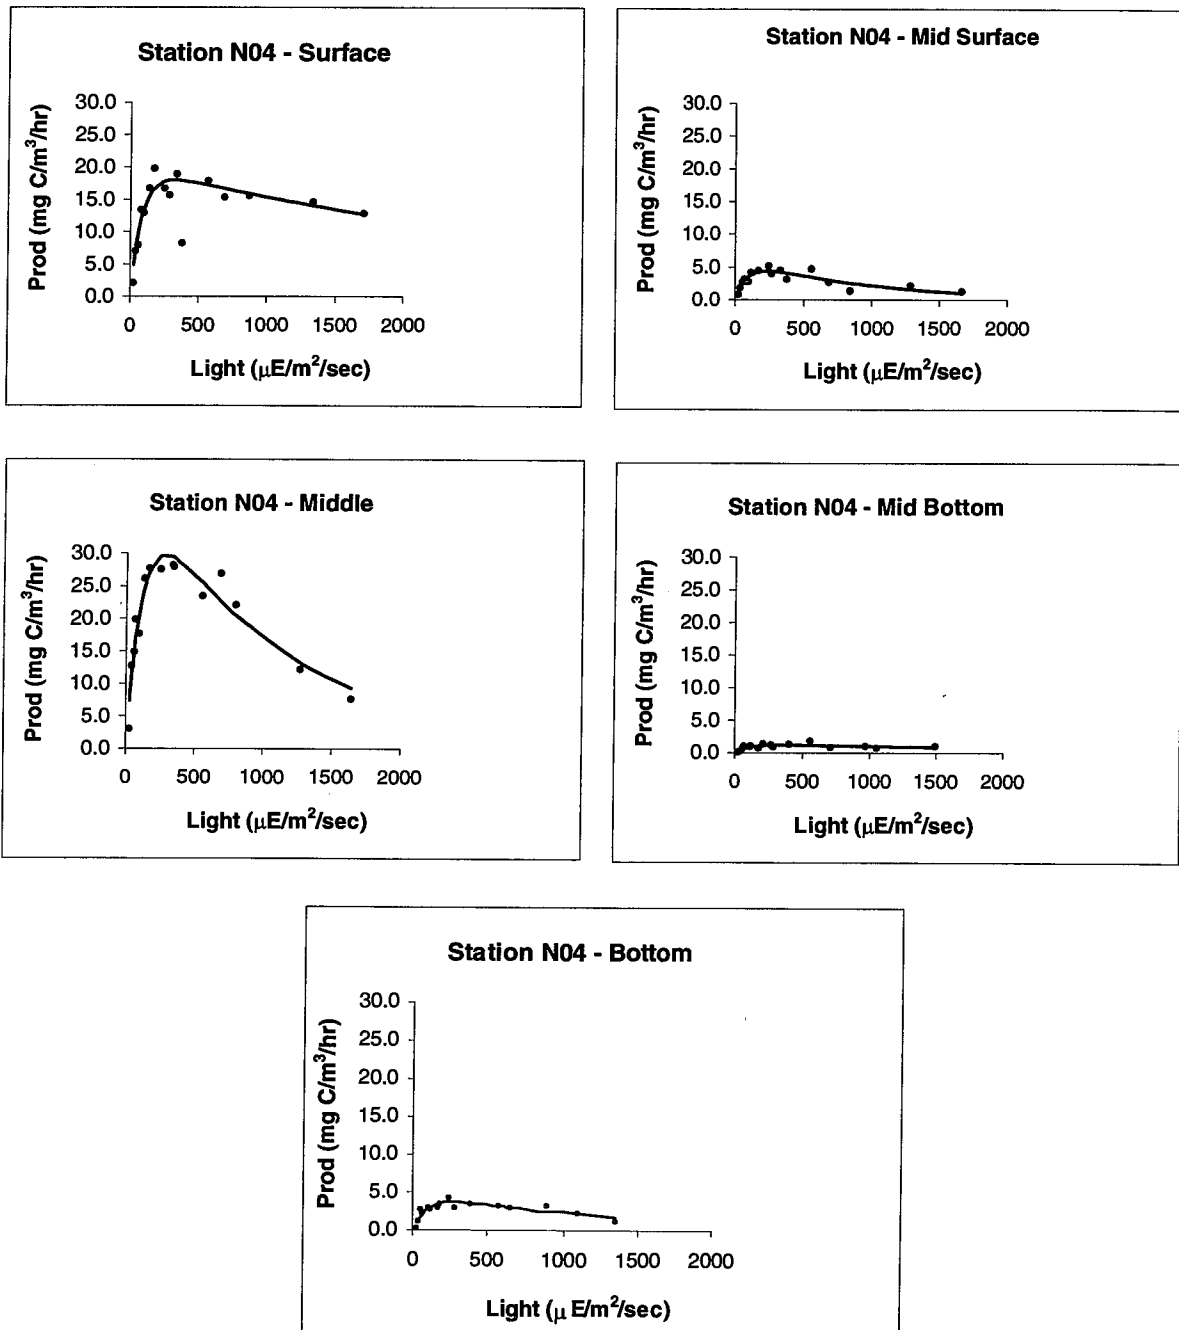 Station N04 - Surface
Prod (mg C/m³/hr)
30.0
25.0
20.0
15.0
10.0
5.0
0.0
0 500 1000 1500 2000
Light (µE/m²/sec)
Station N04 - Mid Surface
Prod (mg C/m³/hr)
30.0
25.0
20.0
15.0
10.0
5.0
0.0
0 500 1000 1500 2000
Light (µE/m²/sec)
Station N04 - Middle
Prod (mg C/m³/hr)
30.0
25.0
20.0
15.0
10.0
5.0
0.0
0 500 1000 1500 2000
Light (µE/m²/sec)
Station N04 - Mid Bottom
Prod (mg C/m³/hr)
30.0
25.0
20.0
15.0
10.0
5.0
0.0
0 500 1000 1500 2000
Light (µE/m²/sec)
Station N04 - Bottom
Prod (mg C/m³/hr)
30.0
25.0
20.0
15.0
10.0
5.0
0.0
0 500 1000 1500 2000
Light (µ E/m²/sec)